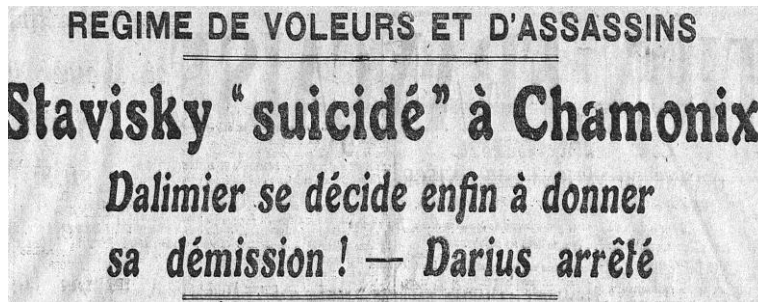 REGIME DE VOLEURS ET D'ASSASSINS
Stavisky "suicidé" à Chamonix
Dalimier se décide enfin à donner
sa démission ! — Darius arrêté